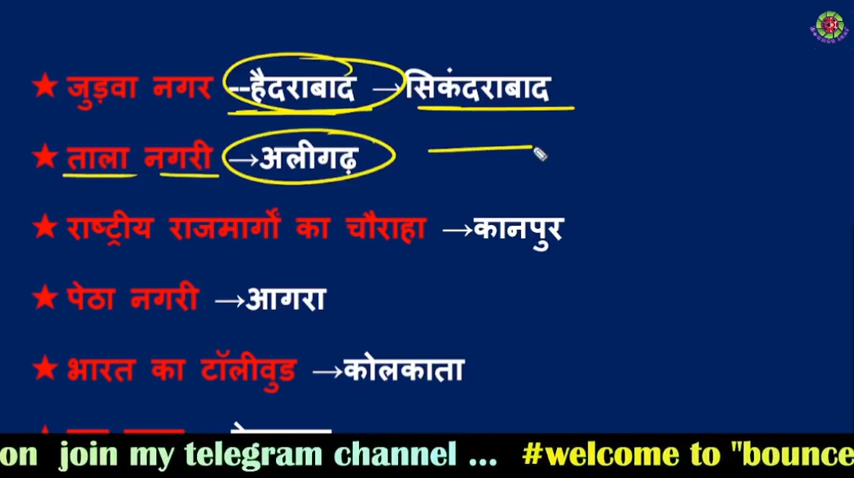 ★ जुड़वा नगर --हैदराबाद →सिकंदराबाद
★ ताला नगरी →अलीगढ़
★ राष्ट्रीय राजमार्गों का चौराहा →कानपुर
★ पेठा नगरी →आगरा
★ भारत का टॉलीवुड →कोलकाता
on join my telegram channel ... #welcome to "bounce